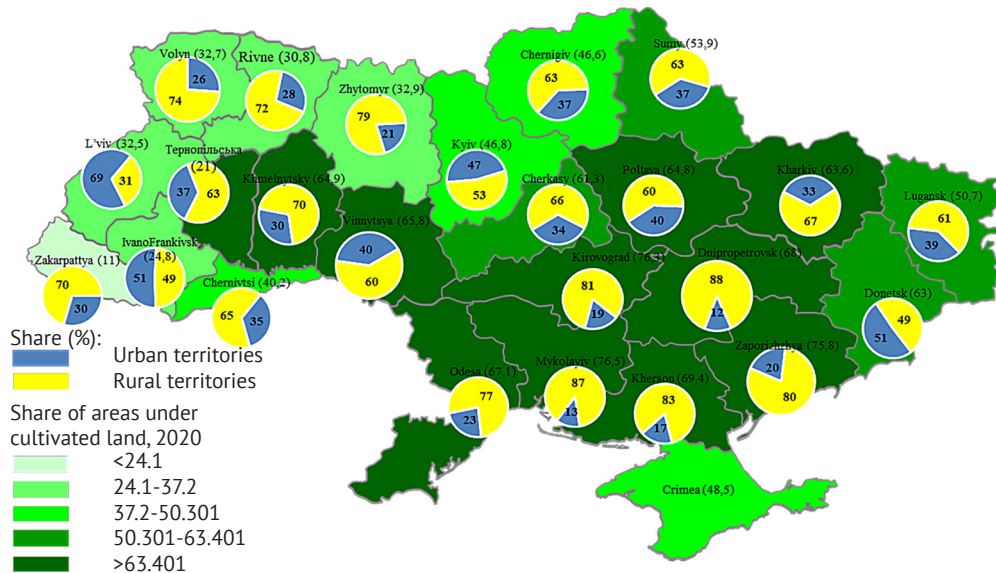 Volyn (32,7)
26
74
Rivne (30,8)
28
72
Zhytomyr (32,9)
79
21
Chernigiv (46,6)
63
37
Sumy (53,9)
63
37
L'viv (32,5)
69
31
Тернопільська
(21)
37
63
Khmelnytsky (64,9)
70
30
Kyiv (46,8)
47
53
Cherkasy (61,3)
66
34
Poltava (64,8)
60
40
Kharkiv (63,6)
33
67
Lugansk (50,7)
61
39
Vinnytsya (65,8)
40
60
Zakarpattya (11)
70
30
IvanoFrankivsk
(24,8)
51
49
Chernivtsi (40,2)
65
35
Kirovograd (76,2)
81
19
Dnipropetrovsk (68)
88
12
Donetsk (63)
49
51
Odesa (67,1)
77
23
Mykolayiv (76,5)
87
13
Kherson (69,4)
83
17
Zaporizhzhya (75,8)
20
80
Crimea (48,5)
Share (%):
Urban territories
Rural territories
Share of areas under
cultivated land, 2020
<24.1
24.1-37.2
37.2-50.301
50.301-63.401
>63.401